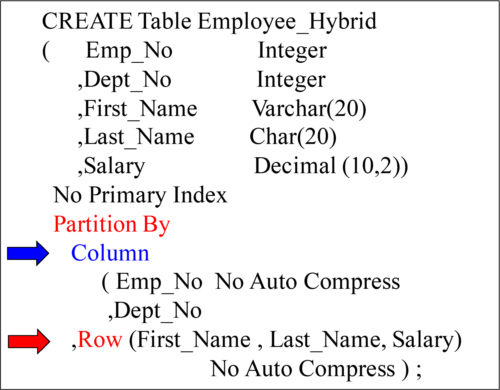 CREATE Table Employee_Hybrid
( Emp_No Integer
,Dept_No Integer
,First_Name Varchar(20)
,Last_Name Char(20)
,Salary Decimal (10,2))
No Primary Index
Partition By
Column
( Emp_No No Auto Compress
,Dept_No
,Row (First_Name , Last_Name, Salary)
No Auto Compress ) ;